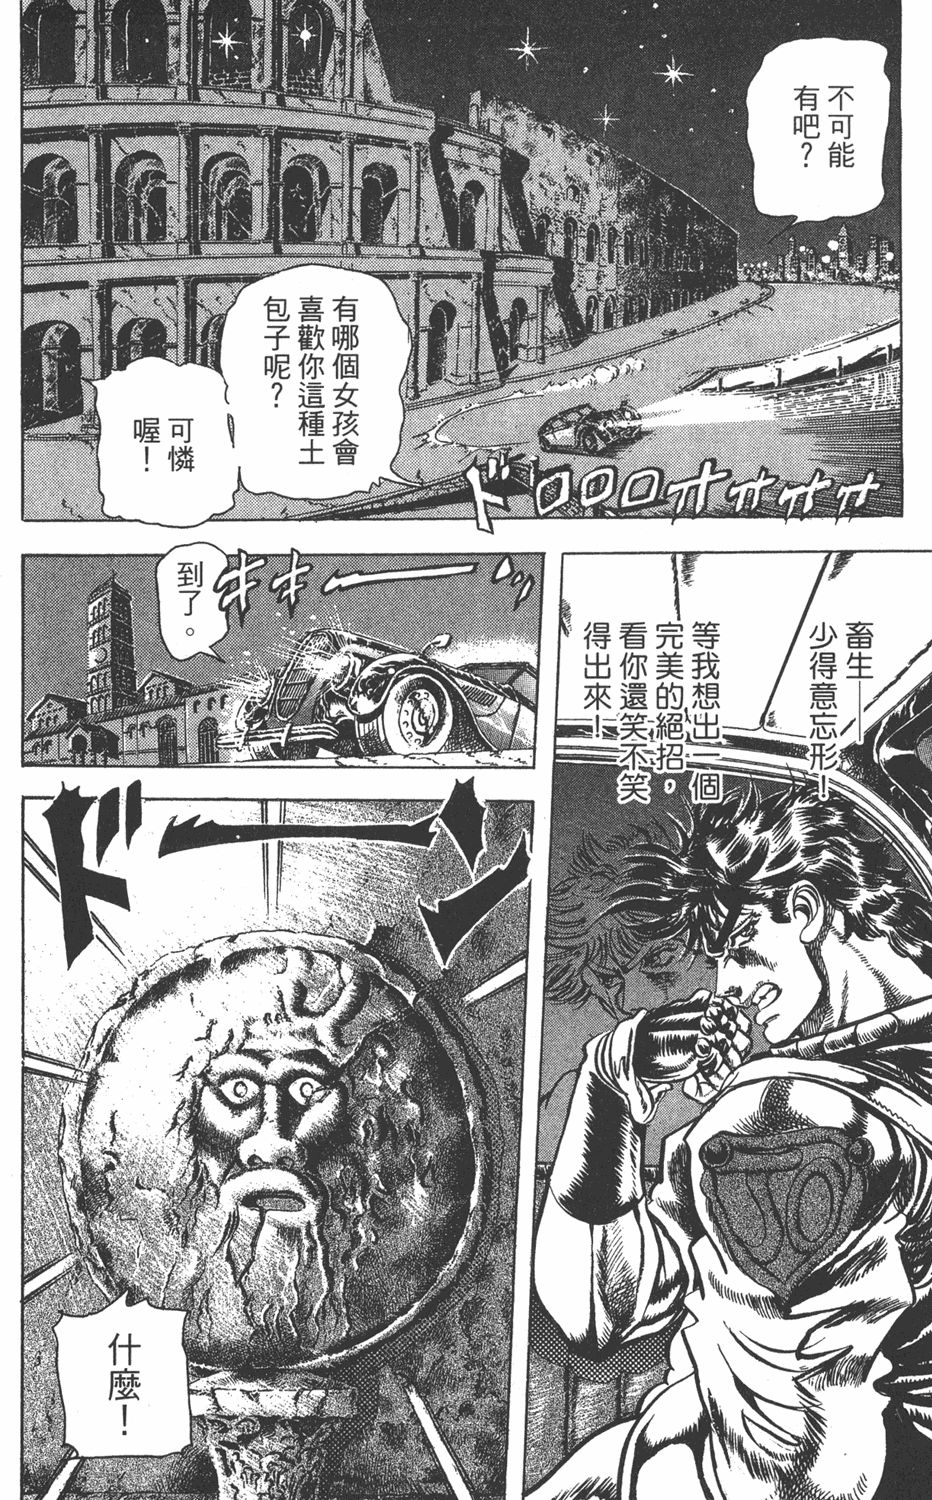 不可能
有吧？
有哪個女孩會
喜歡你這種土
包子呢？
可憐
喔！
ドロロロオオオオ
畜生——
少得意忘形！
等我想出一個
完美的絕招，
看你還笑不笑
得出來！
到了。
キキーッ
ドーン
JOJO
什麼！